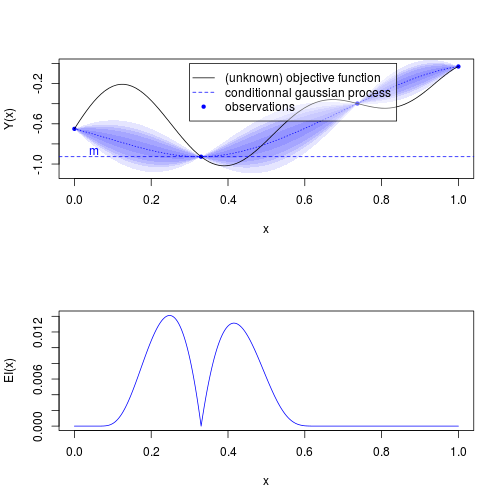 (unknown) objective function
conditionnal gaussian process
observations
m
Y(x)
-0.2
-0.6
-1.0
0.0 0.2 0.4 0.6 0.8 1.0
x
EI(x)
0.012
0.006
0.000
0.0 0.2 0.4 0.6 0.8 1.0
x